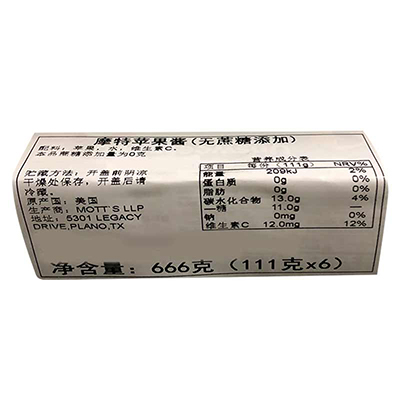 摩特苹果酱(无蔗糖添加)
配料：苹果，水，维生素C。
本品蔗糖添加量为0克
贮藏方法：开盖前阴凉
干燥处保存，开盖后请
冷藏。
原产国：美国
生产商：MOTT'S LLP
地址：5301 LEGACY
DRIVE,PLANO,TX
营养成分表
项目 每份(111g) NRV%
能量 209kJ 2%
蛋白质 0g 0%
脂肪 0g 0%
碳水化合物 13.0g 4%
—糖 11.0g —
钠 0mg 0%
维生素C 12.0mg 12%
净含量：666克（111克x6）